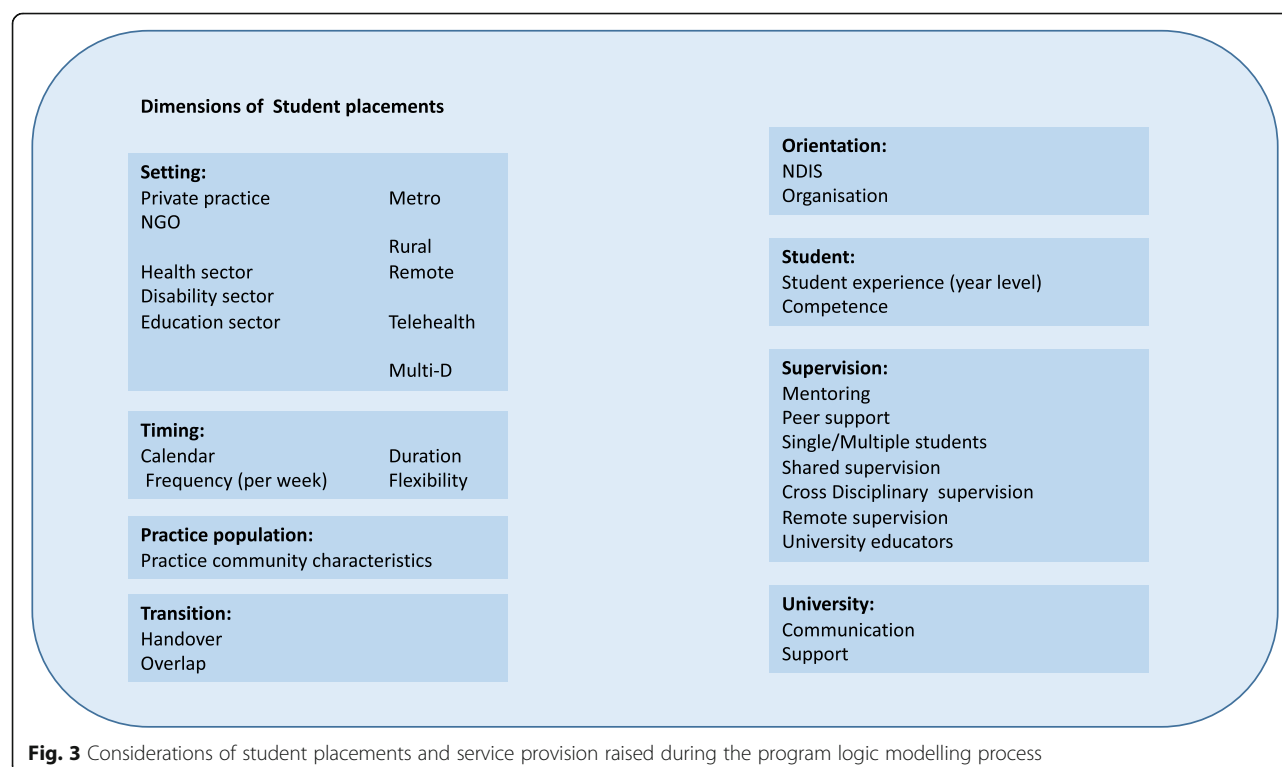 Dimensions of Student placements
Setting:
Private practice Metro
NGO
Rural
Health sector Remote
Disability sector
Education sector Telehealth
Multi-D
Timing:
Calendar Duration
Frequency (per week) Flexibility
Practice population:
Practice community characteristics
Transition:
Handover
Overlap
Orientation:
NDIS
Organisation
Student:
Student experience (year level)
Competence
Supervision:
Mentoring
Peer support
Single/Multiple students
Shared supervision
Cross Disciplinary supervision
Remote supervision
University educators
University:
Communication
Support
Fig. 3 Considerations of student placements and service provision raised during the program logic modelling process